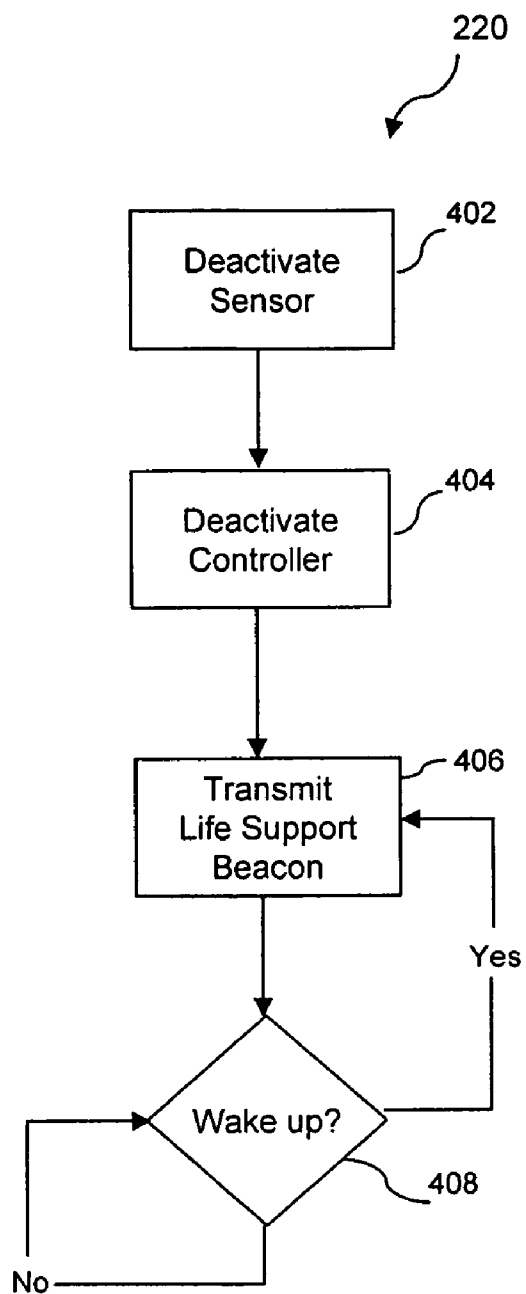 220
402
Deactivate
Sensor
404
Deactivate
Controller
406
Transmit
Life Support
Beacon
Yes
Wake up?
408
No